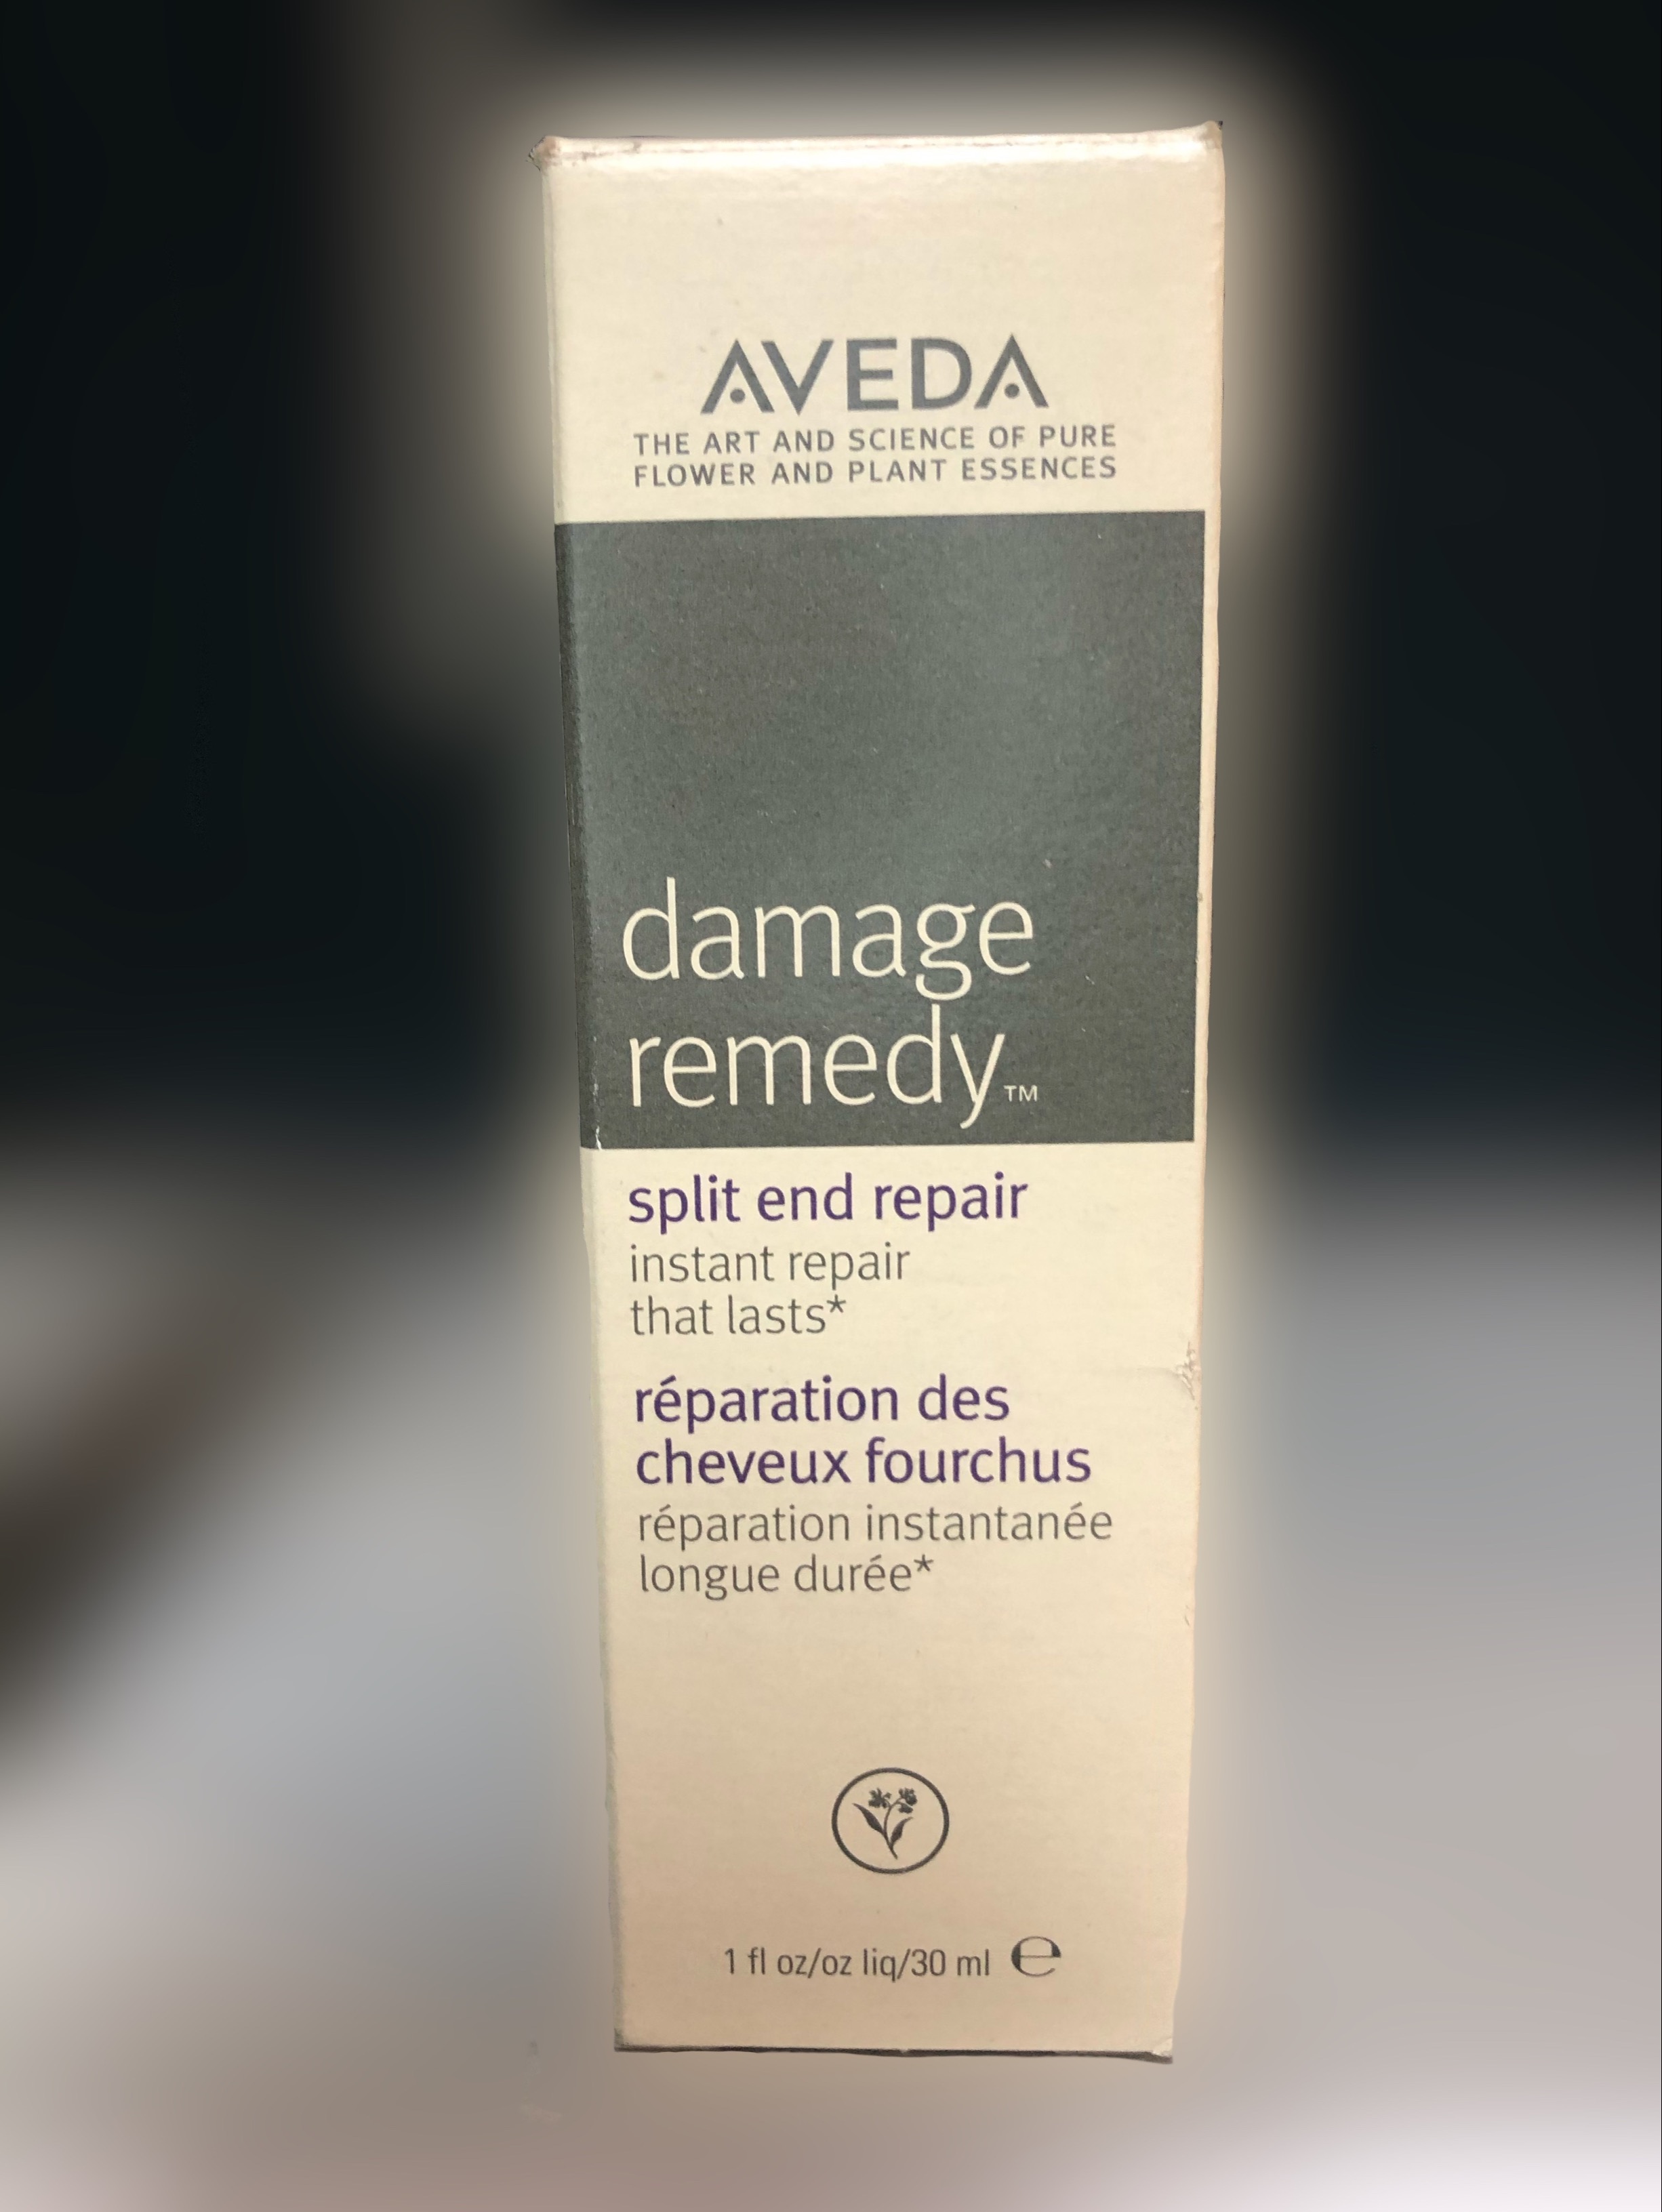 AVEDA
THE ART AND SCIENCE OF PURE
FLOWER AND PLANT ESSENCES
damage
remedy™
split end repair
instant repair
that lasts*
réparation des
cheveux fourchus
réparation instantanée
longue durée*
1 fl oz/oz liq/30 ml ℮